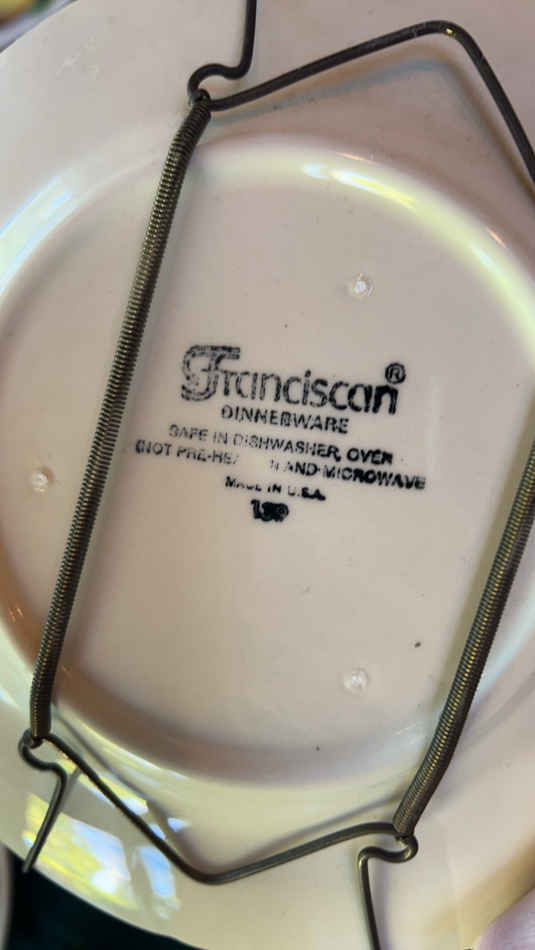 Franciscan®
DINNERWARE
SAFE IN DISHWASHER, OVEN
(NOT PRE-HE N AND MICROWAVE
MADE IN U.S.A.